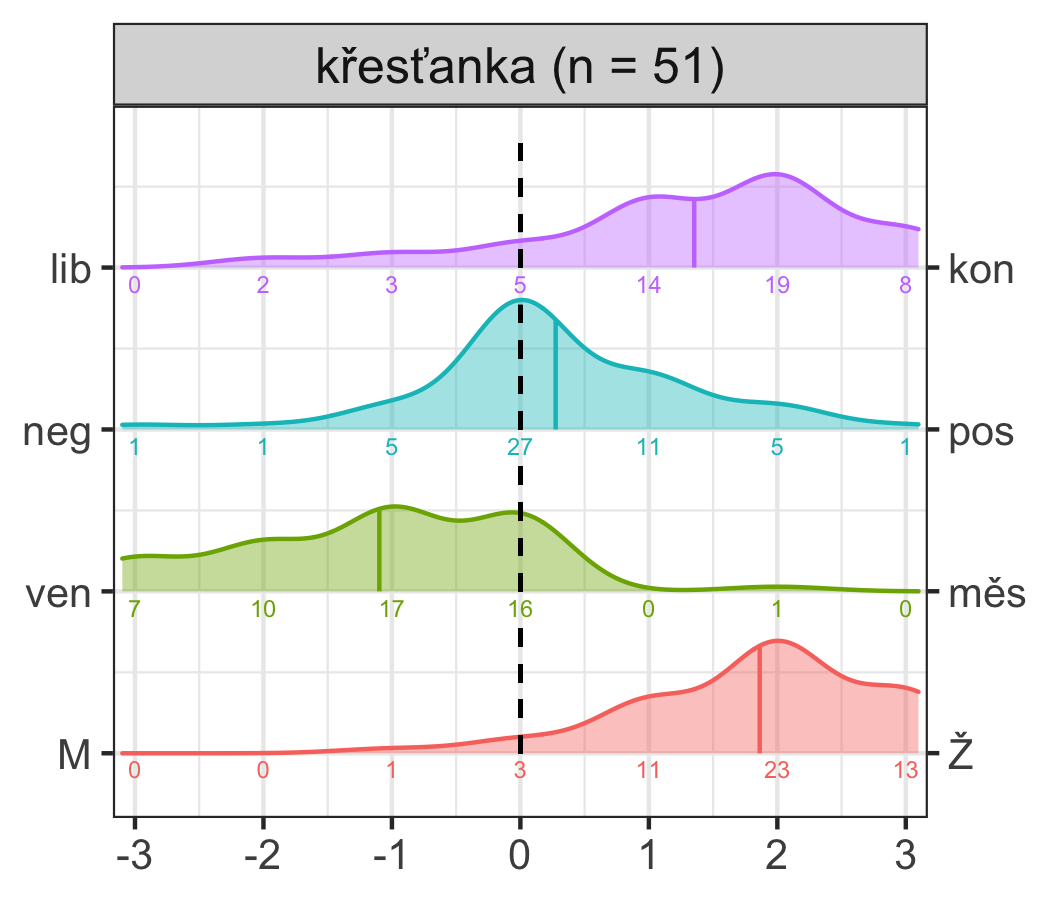 křesťanka (n = 51)
lib kon
0 2 3 5 14 19 8
neg pos
1 1 5 27 11 5 1
ven měs
7 10 17 16 0 1 0
M Ž
0 0 1 3 11 23 13
-3 -2 -1 0 1 2 3